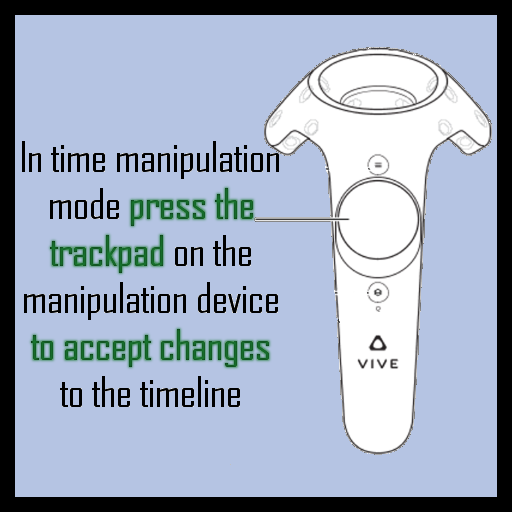 In time manipulation
mode press the
trackpad on the
manipulation device
to accept changes
to the timeline
VIVE